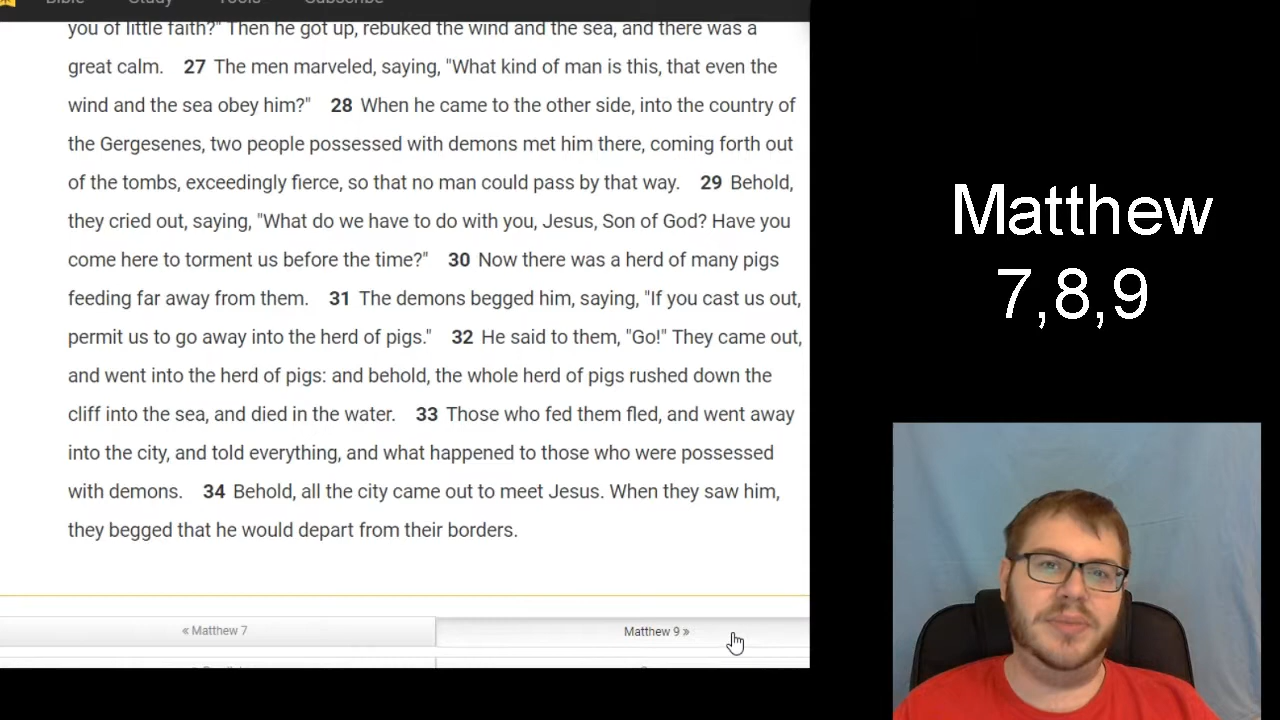 Bible Study Tools Subscribe
you of little faith?" Then he got up, rebuked the wind and the sea, and there was a
great calm. 27 The men marveled, saying, "What kind of man is this, that even the
wind and the sea obey him?" 28 When he came to the other side, into the country of
the Gergesenes, two people possessed with demons met him there, coming forth out
of the tombs, exceedingly fierce, so that no man could pass by that way. 29 Behold,
they cried out, saying, "What do we have to do with you, Jesus, Son of God? Have you
come here to torment us before the time?" 30 Now there was a herd of many pigs
feeding far away from them. 31 The demons begged him, saying, "If you cast us out,
permit us to go away into the herd of pigs." 32 He said to them, "Go!" They came out,
and went into the herd of pigs: and behold, the whole herd of pigs rushed down the
cliff into the sea, and died in the water. 33 Those who fed them fled, and went away
into the city, and told everything, and what happened to those who were possessed
with demons. 34 Behold, all the city came out to meet Jesus. When they saw him,
they begged that he would depart from their borders.
« Matthew 7
Matthew 9 »
Matthew
7,8,9